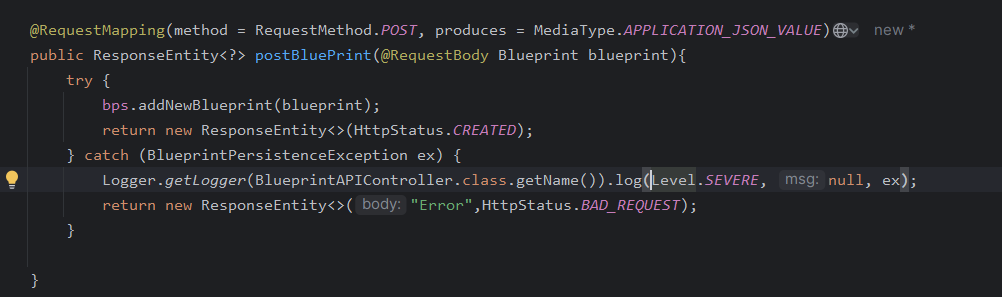 @RequestMapping(method = RequestMethod.POST, produces = MediaType.APPLICATION_JSON_VALUE) new *
public ResponseEntity<?> postBluePrint(@RequestBody Blueprint blueprint){
    try {
        bps.addNewBlueprint(blueprint);
        return new ResponseEntity<>(HttpStatus.CREATED);
    } catch (BlueprintPersistenceException ex) {
        Logger.getLogger(BlueprintAPIController.class.getName()).log(Level.SEVERE, msg: null, ex);
        return new ResponseEntity<>( body: "Error",HttpStatus.BAD_REQUEST);
    }
}